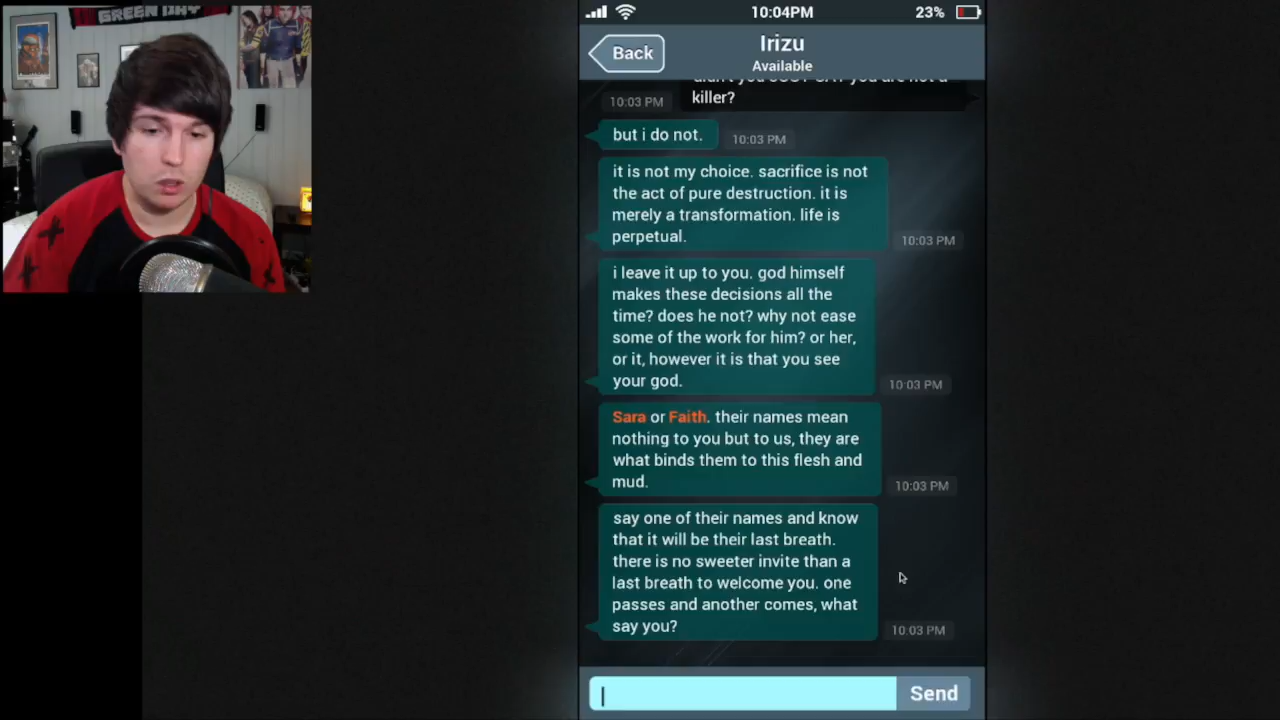 GREEN DAY
10:04PM
23%
Back
Irizu
Available
killer?
10:03 PM
but i do not.
10:03 PM
it is not my choice. sacrifice is not
the act of pure destruction. it is
merely a transformation. life is
perpetual.
10:03 PM
i leave it up to you. god himself
makes these decisions all the
time? does he not? why not ease
some of the work for him? or her,
or it, however it is that you see
your god.
10:03 PM
Sara or Faith. their names mean
nothing to you but to us, they are
what binds them to this flesh and
mud.
10:03 PM
say one of their names and know
that it will be their last breath.
there is no sweeter invite than a
last breath to welcome you. one
passes and another comes, what
say you?
10:03 PM
Send